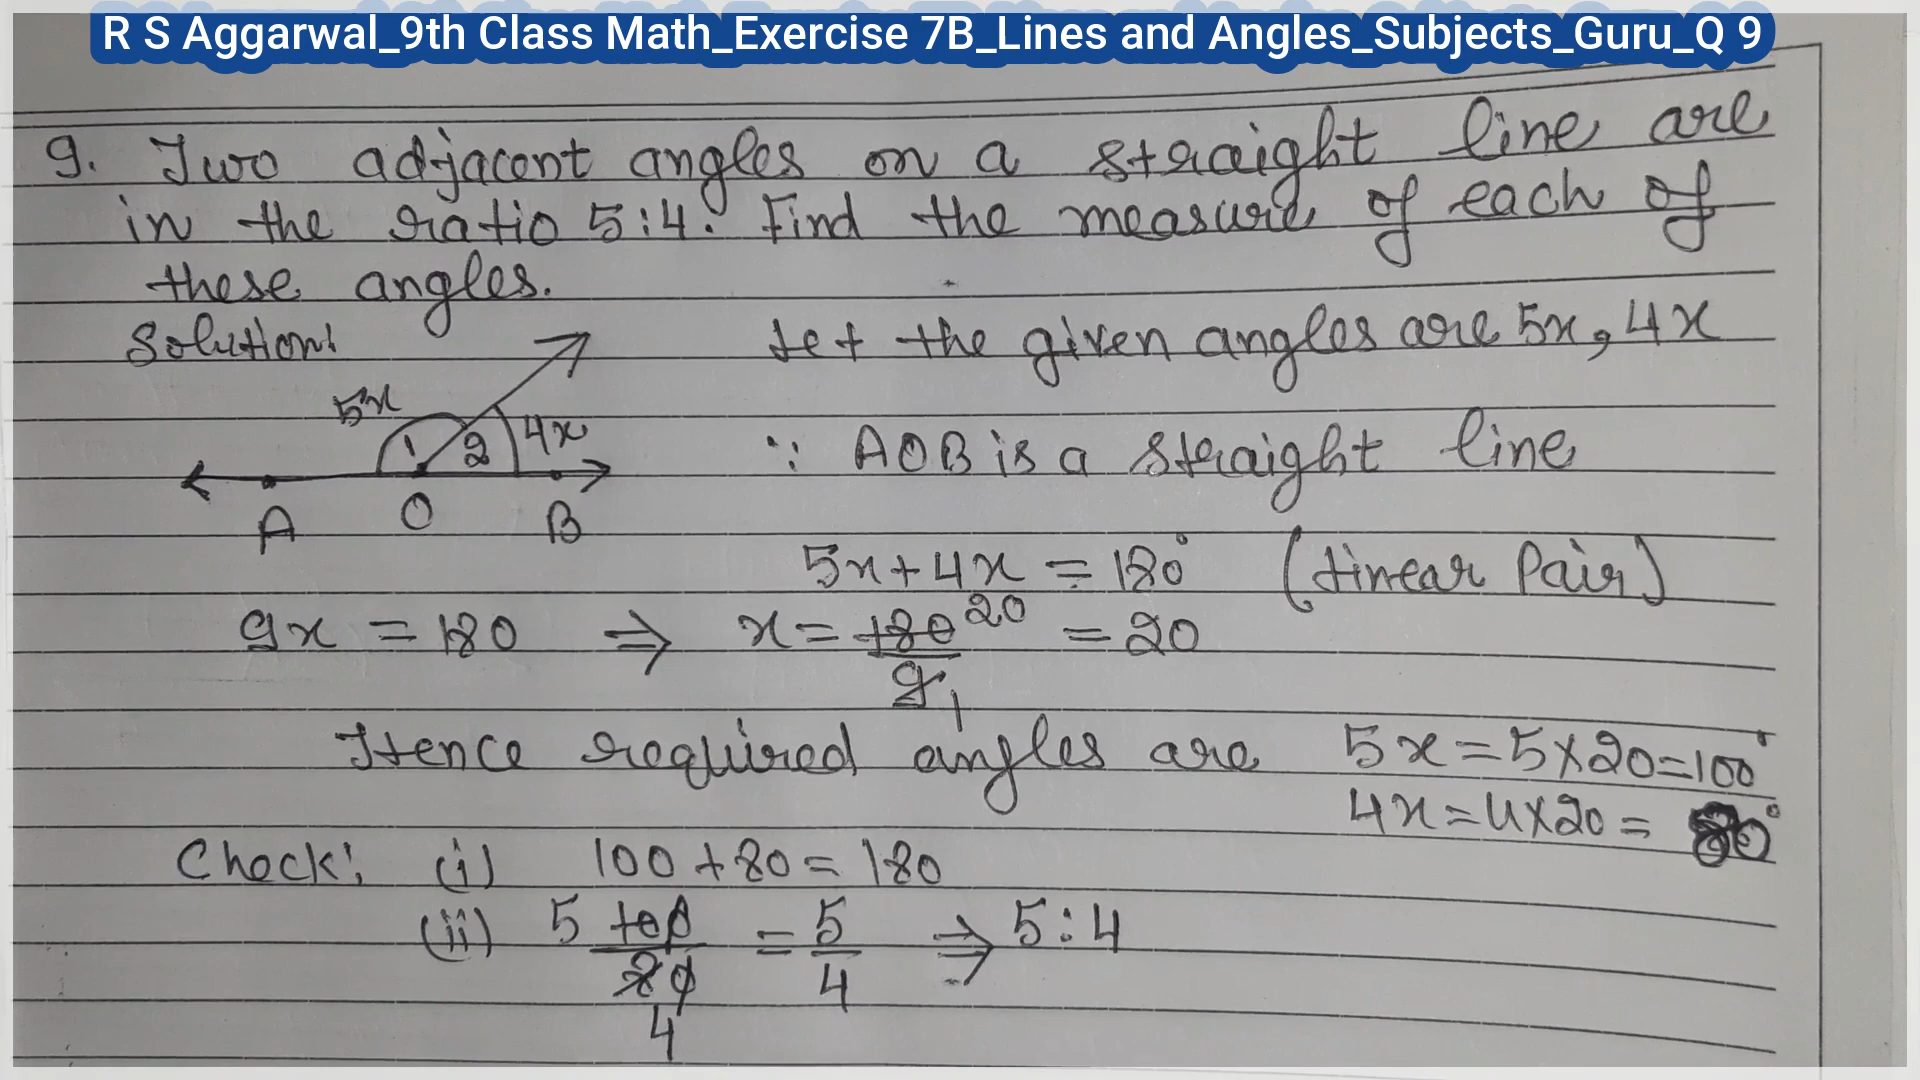 R S Aggarwal_9th Class Math_Exercise 7B_Lines and Angles_Subjects_Guru_Q 9
9. Two adjacent angles on a straight line are
in the ratio 5:4. Find the measure of each of
these angles.
Solution:
Let the given angles are 5x, 4x
5x
1 2 4x
∵ AOB is a straight line
A O B
5x+4x = 180° (Linear Pair)
9x = 180 ⇒ x = 180/9 20 1 = 20
Hence required angles are 5x=5×20=100°
4x=4×20= 80°
Check: (i) 100+80=180
(ii) 5 100/80 4 = 5/4 ⇒ 5:4